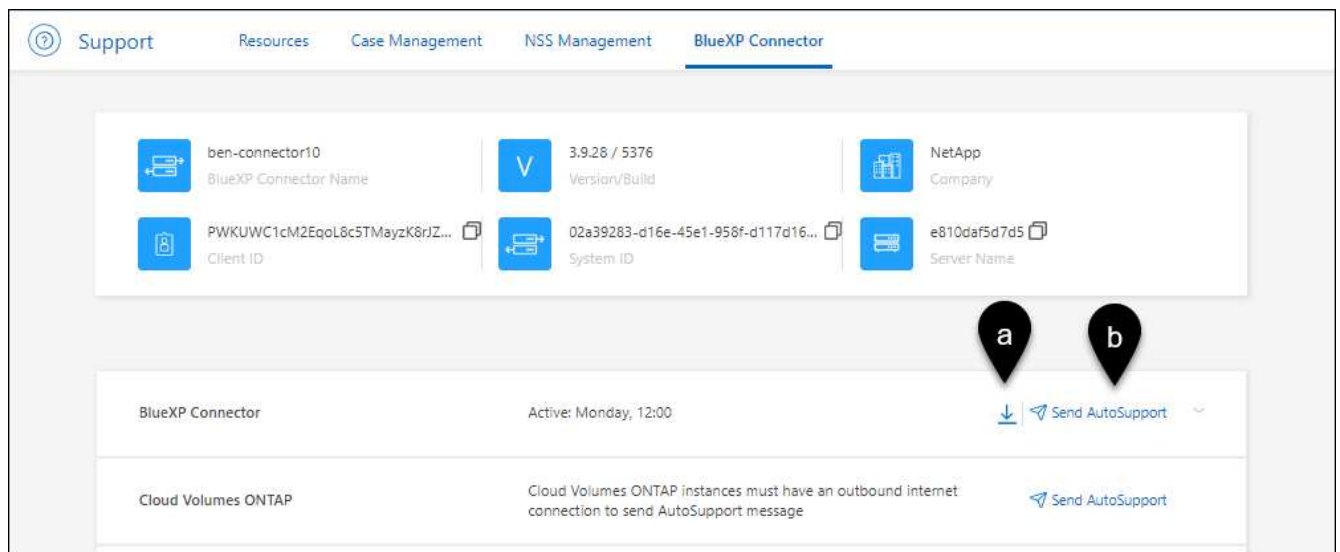 Support
Resources
Case Management
NSS Management
BlueXP Connector
ben-connector10
BlueXP Connector Name
3.9.28 / 5376
Version/Build
NetApp
Company
PWKUWC1cM2EqoL8c5TMayzK8rJZ...
Client ID
02a39283-d16e-45e1-958f-d117d16...
System ID
e810daf5d7d5
Server Name
a
b
BlueXP Connector
Active: Monday, 12:00
Send AutoSupport
Cloud Volumes ONTAP
Cloud Volumes ONTAP instances must have an outbound internet
connection to send AutoSupport message
Send AutoSupport